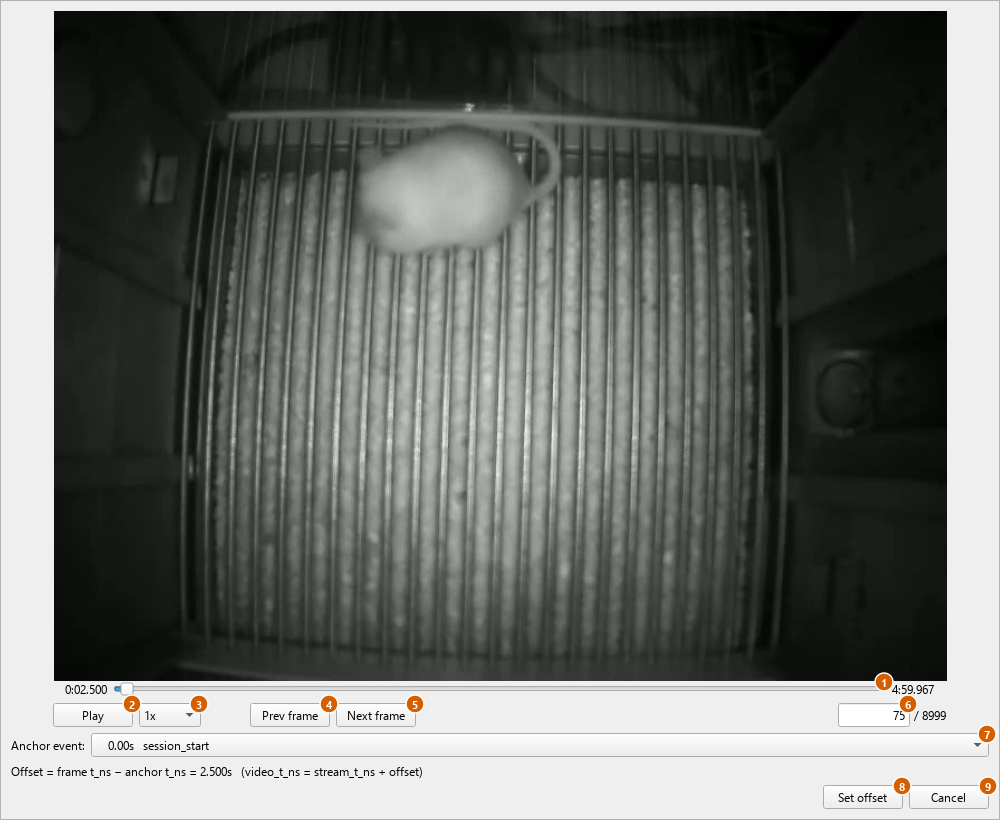 0:02.500 1 4:59.967
Play 2 1x 3 Prev frame 4 Next frame 5 75 6 / 8999
Anchor event: 0.00s session_start 7
Offset = frame t_ns − anchor t_ns = 2.500s (video_t_ns = stream_t_ns + offset)
Set offset 8 Cancel 9